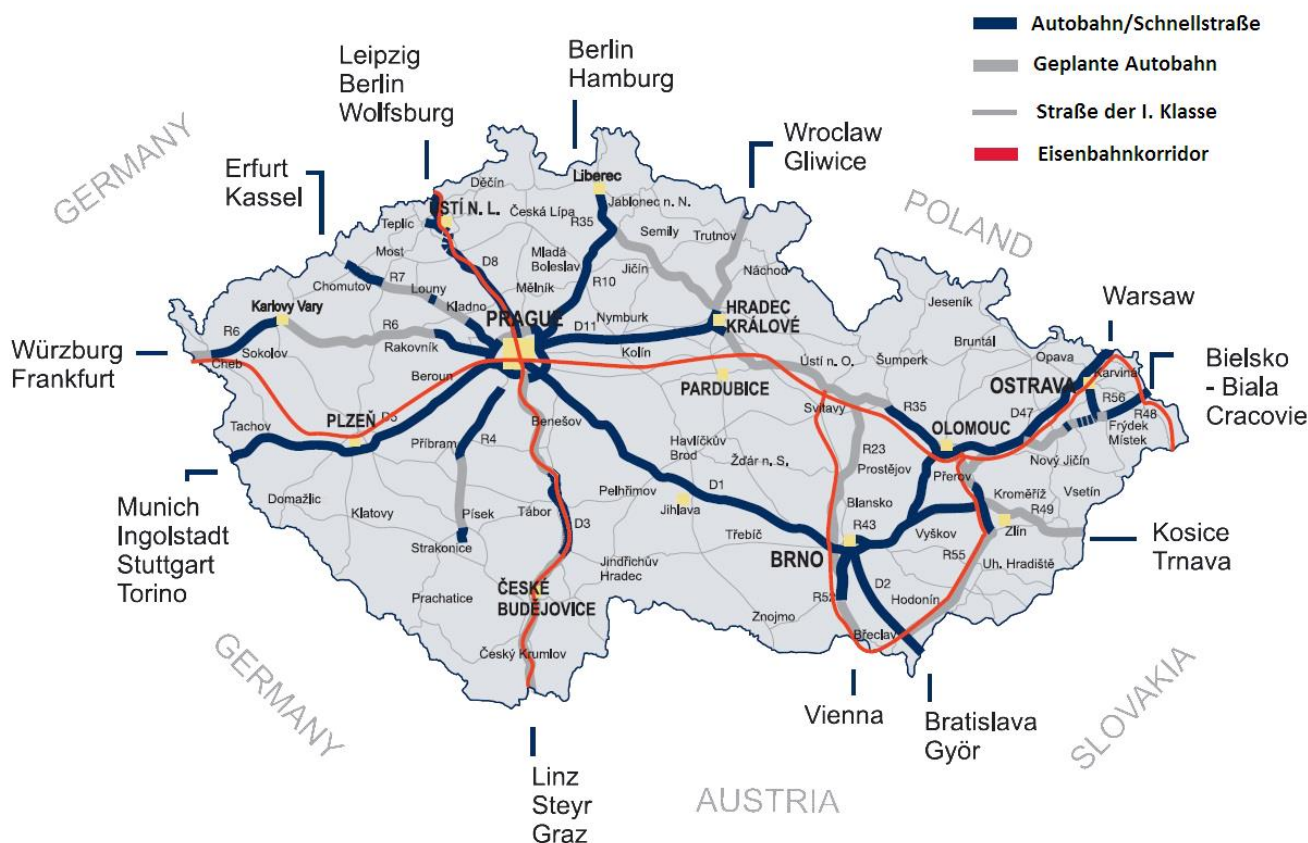 Autobahn/Schnellstraße
Geplante Autobahn
Straße der I. Klasse
Eisenbahnkorridor
Leipzig
Berlin
Wolfsburg
Berlin
Hamburg
Wroclaw
Gliwice
Erfurt
Kassel
GERMANY
POLAND
Warsaw
Bielsko
- Biala
Cracovie
Würzburg
Frankfurt
Munich
Ingolstadt
Stuttgart
Torino
Kosice
Trnava
GERMANY
Linz
Steyr
Graz
AUSTRIA
Vienna
Bratislava
Györ
SLOVAKIA
Děčín
ÚSTÍ N. L.
Česká Lípa
Liberec
Jablonec n. N.
R35
Semily
Trutnov
Teplic
Most
D8
Mladá
Boleslav
Jičín
Náchod
R7
Chomutov
Louny
Mělník
R10
Kladno
Karlovy Vary
PRAGUE
D11
Nymburk
HRADEC
KRÁLOVÉ
R6
Sokolov
Cheb
R6
Rakovník
Beroun
Kolín
PARDUBICE
Ústí n. O.
Šumperk
Jeseník
Bruntál
Opava
Karviná
OSTRAVA
R56
R48
Frýdek
Místek
D47
R35
OLOMOUC
Nový Jičín
Svitavy
R23
Prostějov
Přerov
Kroměříž
Vsetín
R49
Zlín
Tachov
PLZEŇ
D5
Příbram
R4
Benešov
Havlíčkův
Brod
Žďár n. S.
D1
Pelhřimov
Jihlava
Blansko
R43
Vyškov
R55
Uh. Hradiště
Domažlic
Klatovy
Písek
Tábor
D3
Třebíč
BRNO
Strakonice
Jindřichův
Hradec
Prachatice
ČESKÉ
BUDĚJOVICE
Znojmo
R52
D2
Hodonín
Břeclav
Český Krumlov